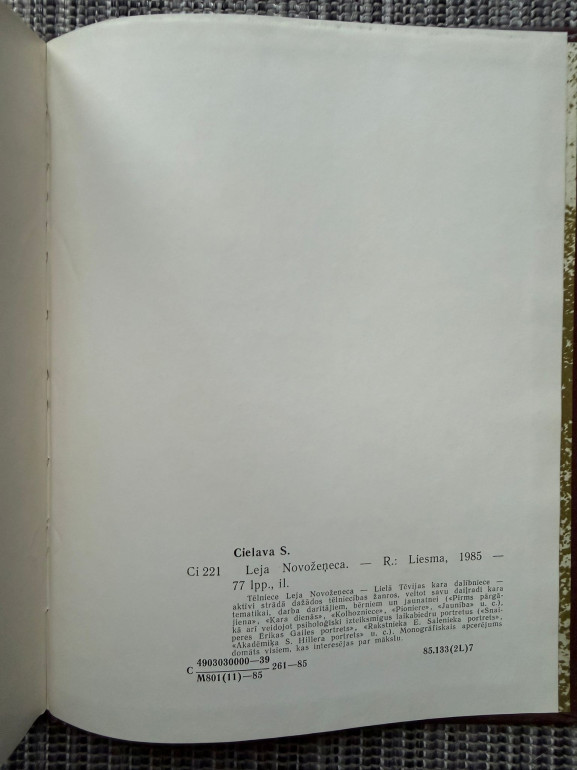 Cielava S.
Ci 221 Leja Novožeņeca. — R.: Liesma, 1985 —
77 lpp., il.
Tēlniece Leja Novožeņeca — Lielā Tēvijas kara dalībniece —
aktīvi strādā dažādos tēlniecības žanros, veltot savu daiļradi kara
tematikai, darba darītājiem, bērniem un jaunatnei («Pirms pārgā-
jiena», «Kara dienās», «Kolhozniece», «Puniere», «Jaunība» u. c.),
kā arī veidojot psiholoģiski izteiksmīgus laikabiedru portretus («Snai-
peres Ērikas Gailes portrets», «Rakstnieka E. Salenieka portrets»,
«Akadēmiķa S. Hillera portrets» u. c.). Monogrāfiskais apcerējums
domāts visiem, kas interesējas par mākslu.
85.133(2L)7
C 4903030000—39 261—85
M801(11)—85